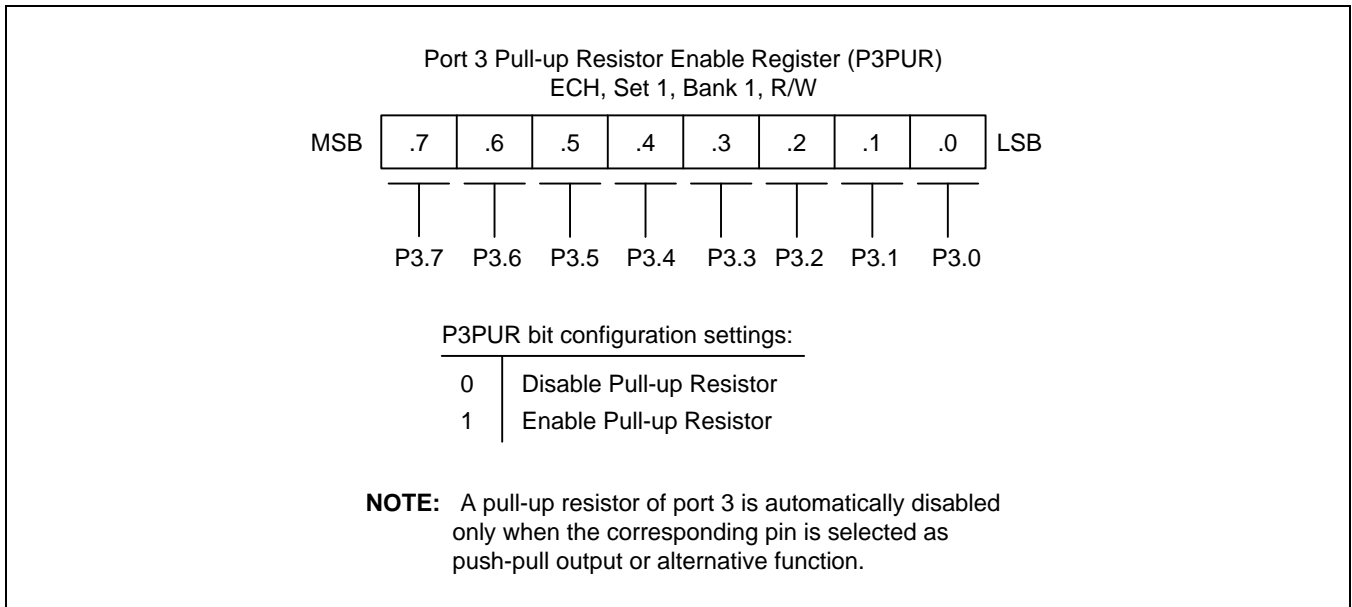 Port 3 Pull-up Resistor Enable Register (P3PUR)
ECH, Set 1, Bank 1, R/W
MSB .7 .6 .5 .4 .3 .2 .1 .0 LSB
P3.7 P3.6 P3.5 P3.4 P3.3 P3.2 P3.1 P3.0
P3PUR bit configuration settings:
0 Disable Pull-up Resistor
1 Enable Pull-up Resistor
NOTE: A pull-up resistor of port 3 is automatically disabled
only when the corresponding pin is selected as
push-pull output or alternative function.